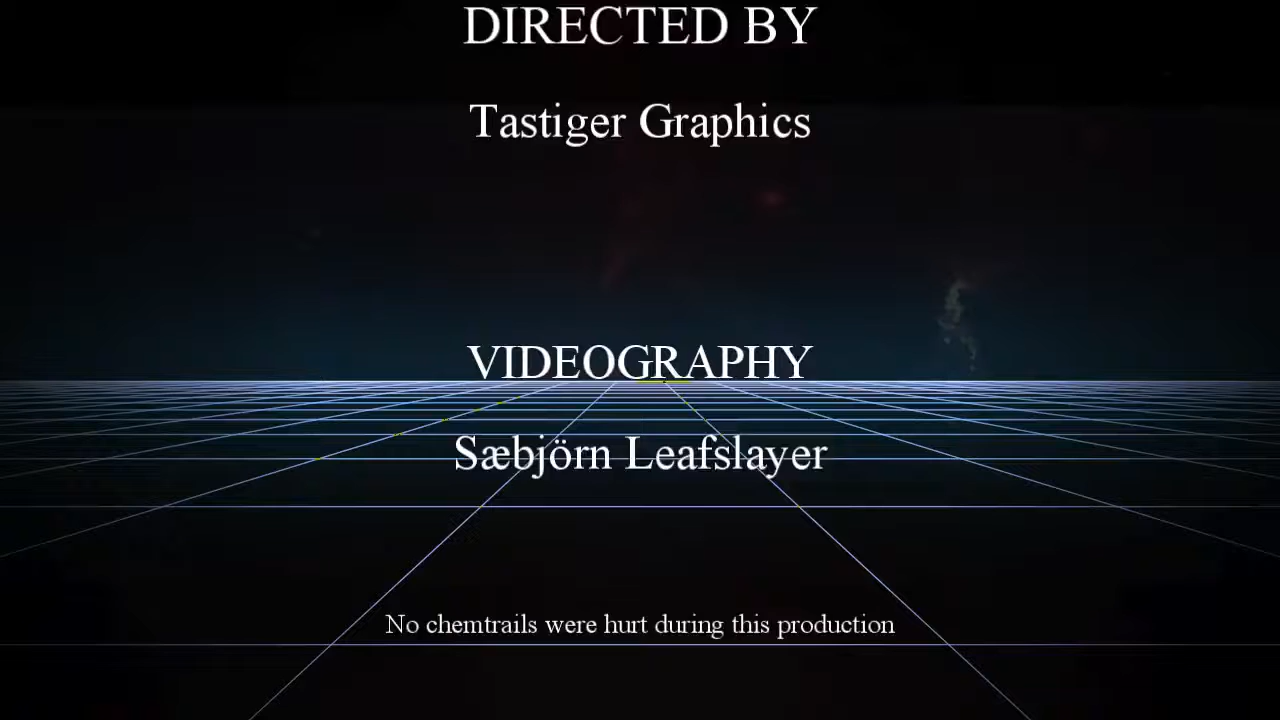 DIRECTED BY
Tastiger Graphics
VIDEOGRAPHY
Sæbjörn Leafslayer
No chemtrails were hurt during this production